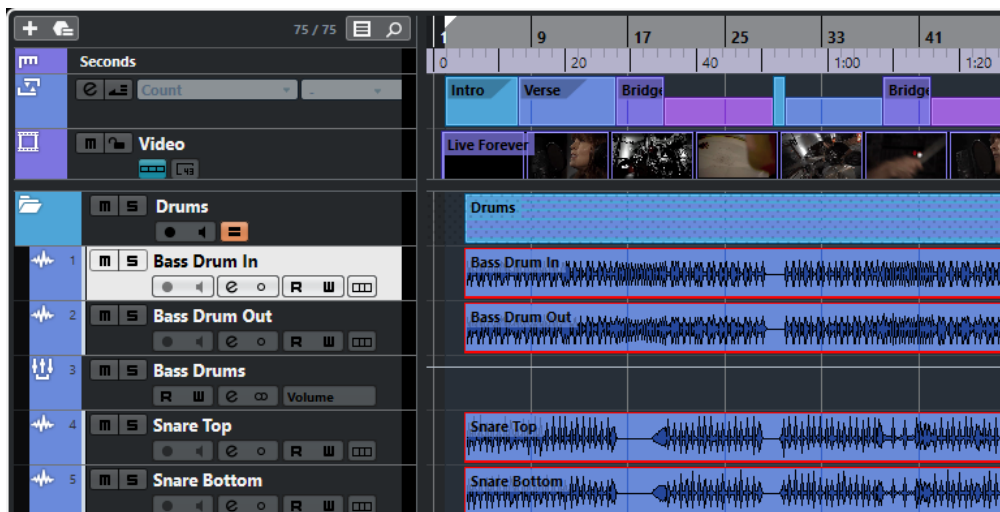 75 / 75
1 9 17 25 33 41
Seconds
0 20 40 1:00 1:20
e Count -
Intro Verse Bridge Bridge
m Video
Live Forever
m S Drums
Drums
1 m S Bass Drum In
Bass Drum In
e R W
2 m S Bass Drum Out
Bass Drum Out
e R W
3 m S Bass Drums
R W e Volume
4 m S Snare Top
Snare Top
e R W
5 m S Snare Bottom
Snare Bottom
e R W